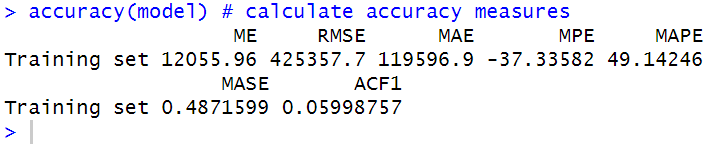 > accuracy(model) # calculate accuracy measures
ME RMSE MAE MPE MAPE
Training set 12055.96 425357.7 119596.9 -37.33582 49.14246
MASE ACF1
Training set 0.4871599 0.05998757
>